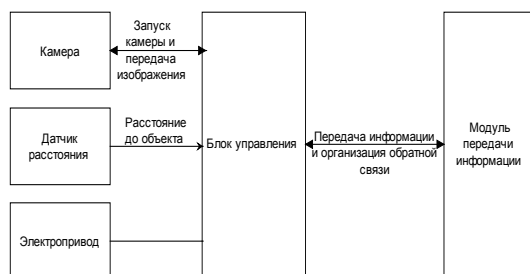 Камера
Запуск
камеры и
передача
изображения
Датчик
расстояния
Расстояние
до объекта
Блок управления
Передача информации
и организация обратной
связи
Модуль
передачи
информации
Электропривод